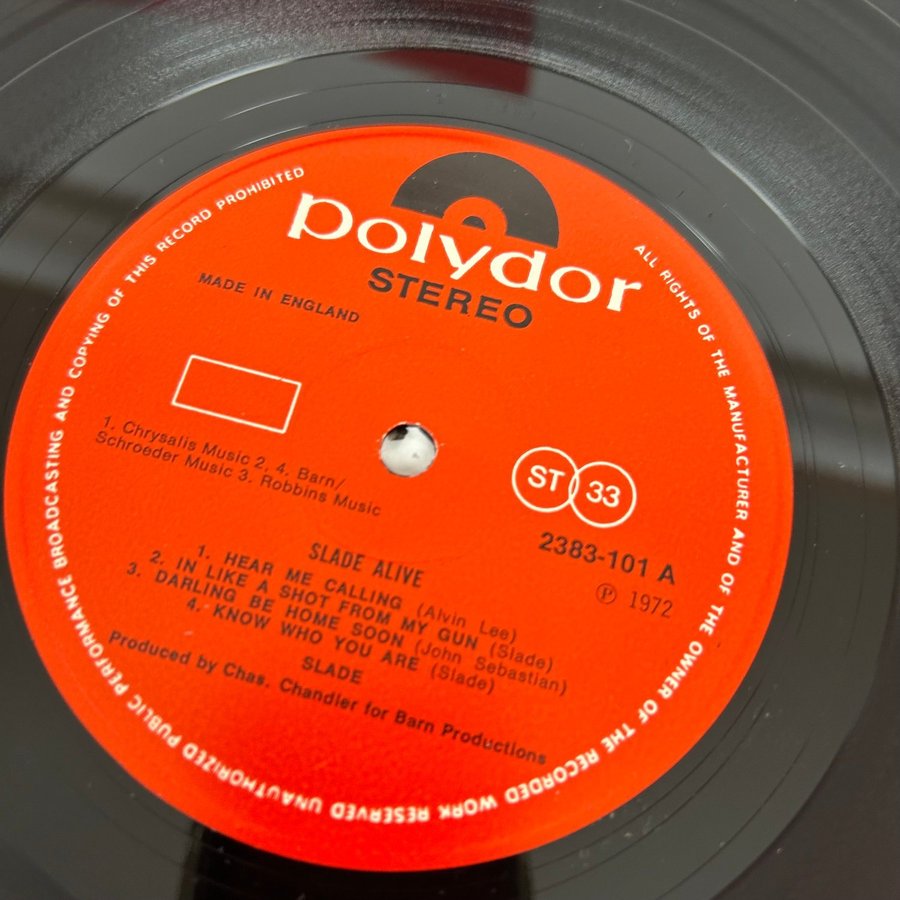 polydor
STEREO
MADE IN ENGLAND
1. Chrysalis Music 2, 4. Barn/
Schroeder Music 3. Robbins Music
ST 33
2383-101 A
℗ 1972
SLADE ALIVE
1. HEAR ME CALLING (Alvin Lee)
2. IN LIKE A SHOT FROM MY GUN (Slade)
3. DARLING BE HOME SOON (John Sebastian)
4. KNOW WHO YOU ARE (Slade)
SLADE
Produced by Chas. Chandler for Barn Productions
ALL RIGHTS OF THE MANUFACTURER AND OF THE OWNER OF THE RECORDED WORK RESERVED UNAUTHORIZED PUBLIC PERFORMANCE BROADCASTING AND COPYING OF THIS RECORD PROHIBITED